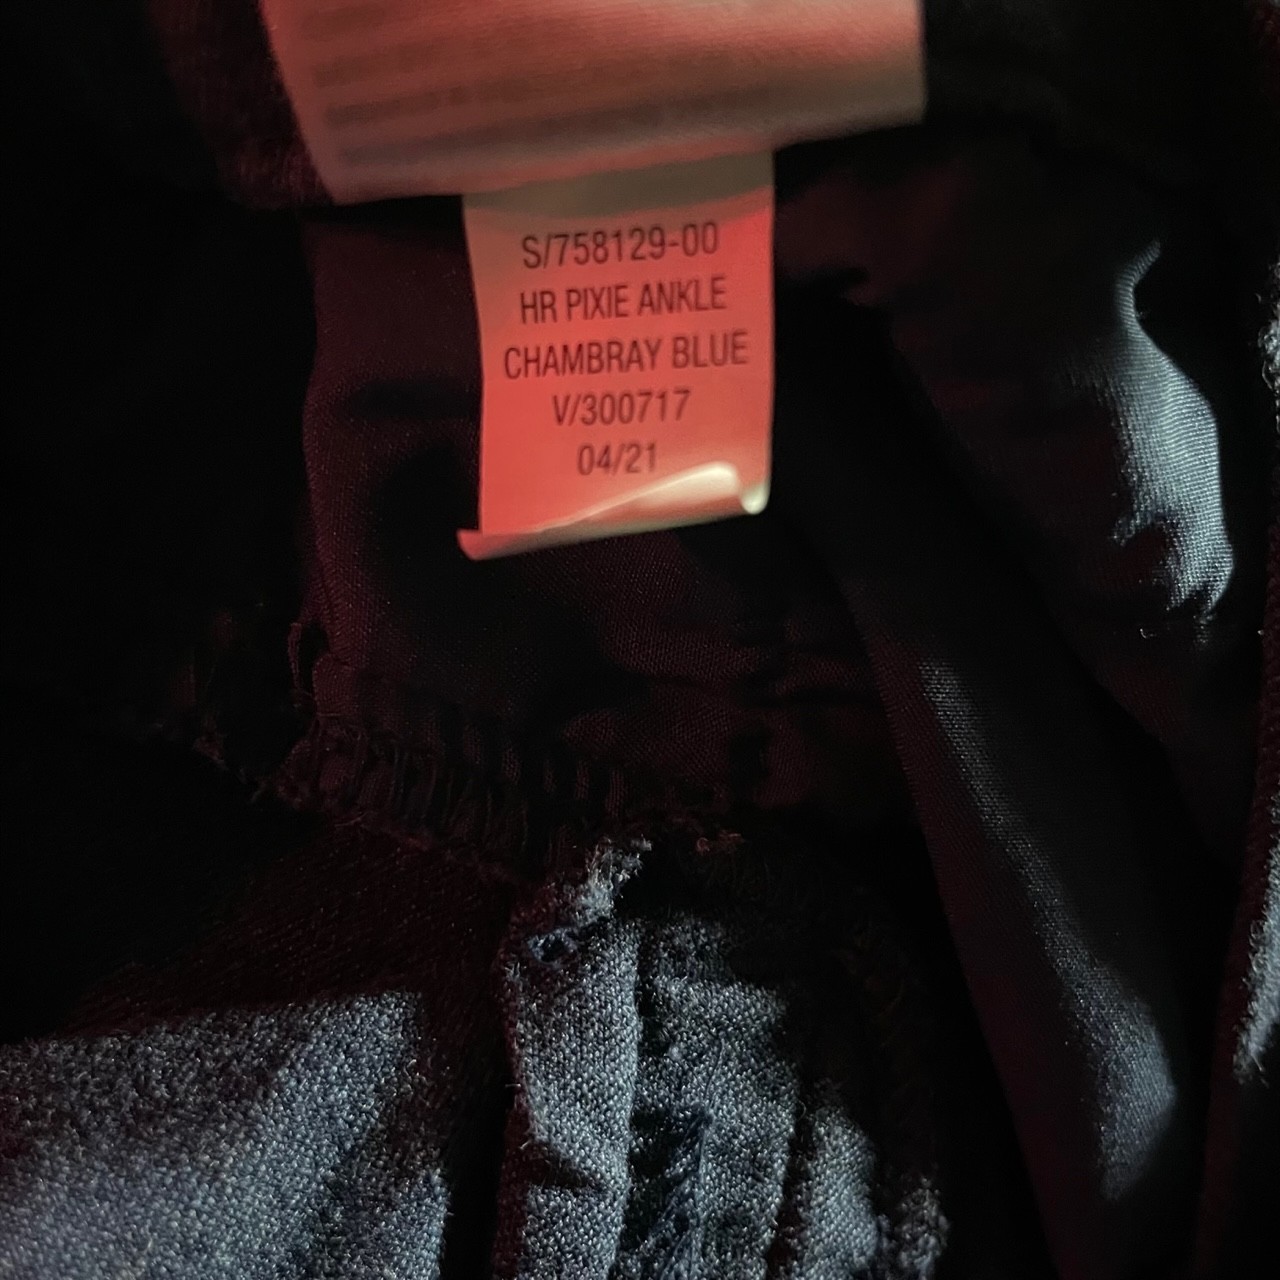 S/758129-00
HR PIXIE ANKLE
CHAMBRAY BLUE
V/300717
04/21